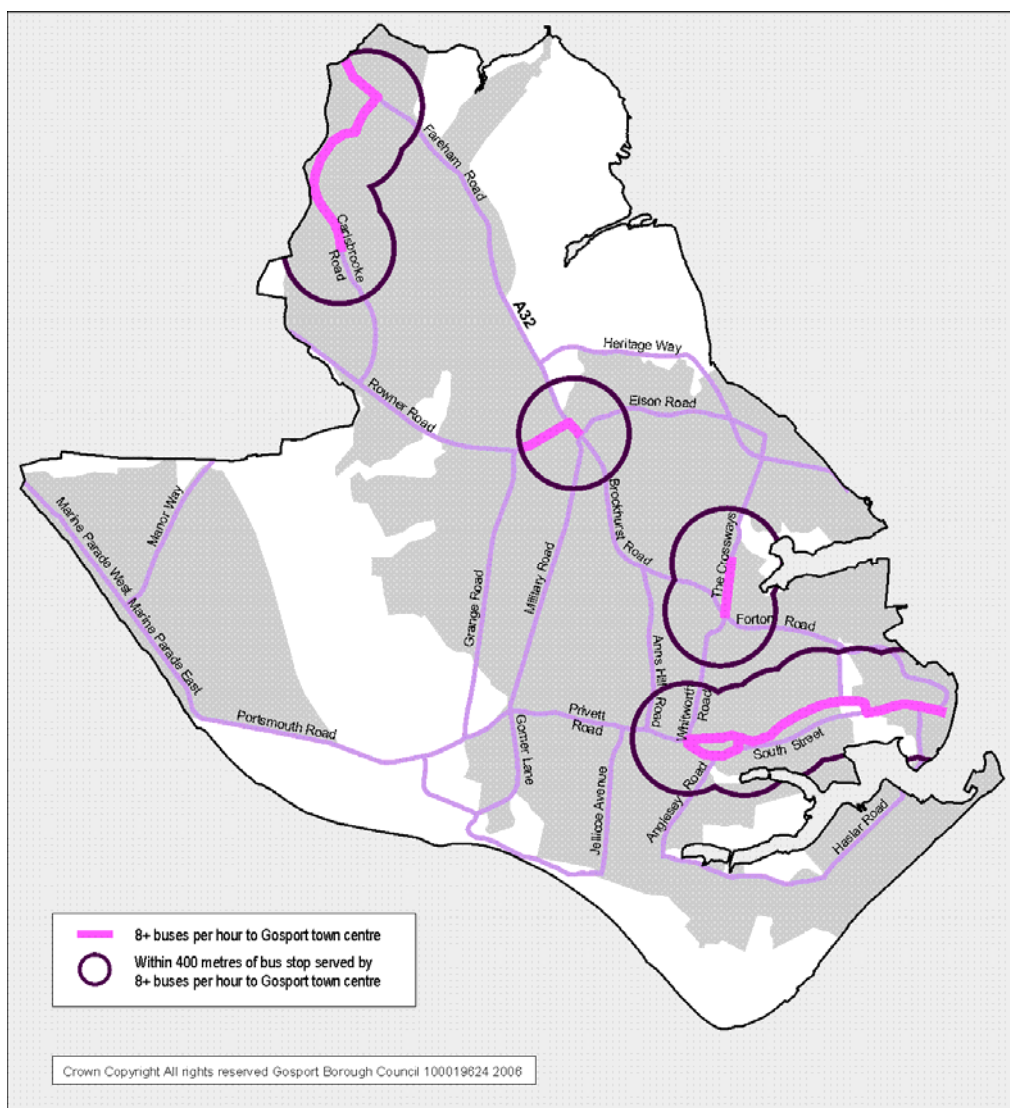 Fareham Road
Carisbrooke
Road
A32
Heritage Way
Elson Road
Rowner Road
Brockhurst Road
The Crossways
Manor Way
Marine Parade West
Marine Parade East
Grange Road
Military Road
Forton Road
Anns Hill
Road
Whitworth
Road
Privett
Road
Portsmouth Road
Gomer Lane
South Street
Anglesey Road
Jellicoe Avenue
Haslar Road
8+ buses per hour to Gosport town centre
Within 400 metres of bus stop served by
8+ buses per hour to Gosport town centre
Crown Copyright All rights reserved Gosport Borough Council 100019624 2006